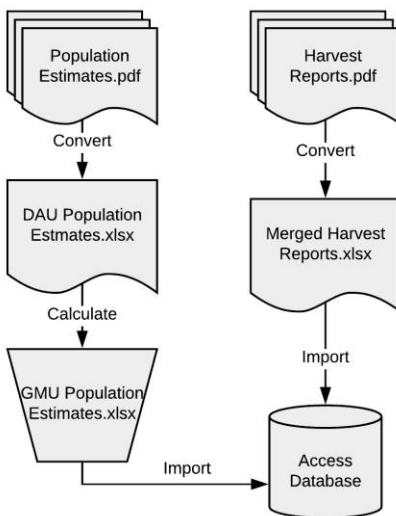 Population
Estimates.pdf
Harvest
Reports.pdf
Convert
Convert
DAU Population
Estmates.xlsx
Merged Harvest
Reports.xlsx
Calculate
Import
GMU Population
Estimates.xlsx
Import
Access
Database